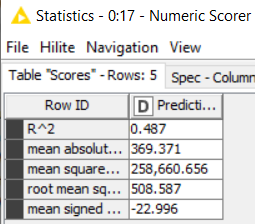 Statistics - 0:17 - Numeric Scorer
File Hilite Navigation View
Table "Scores" - Rows: 5 Spec - Column
Row ID D Predicti...
R^2 0.487
mean absolut... 369.371
mean square... 258,660.656
root mean sq... 508.587
mean signed ... -22.996